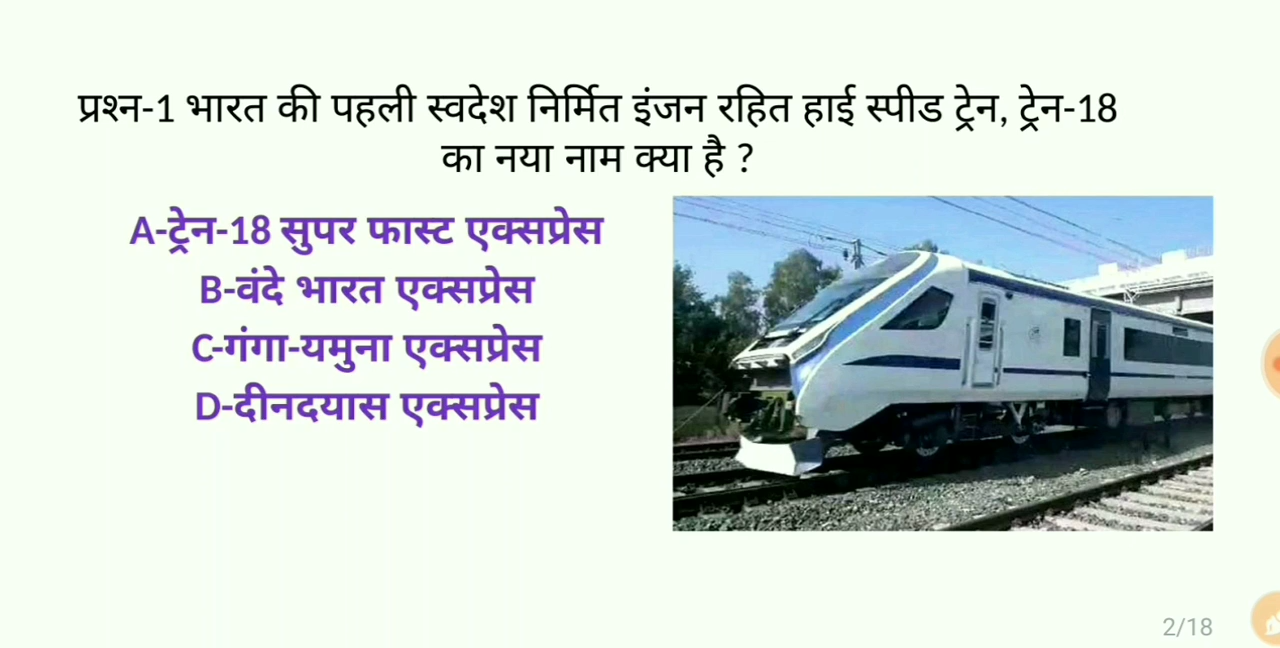 प्रश्न-1 भारत की पहली स्वदेश निर्मित इंजन रहित हाई स्पीड ट्रेन, ट्रेन-18
का नया नाम क्या है ?
A-ट्रेन-18 सुपर फास्ट एक्सप्रेस
B-वंदे भारत एक्सप्रेस
C-गंगा-यमुना एक्सप्रेस
D-दीनदयास एक्सप्रेस
2/18